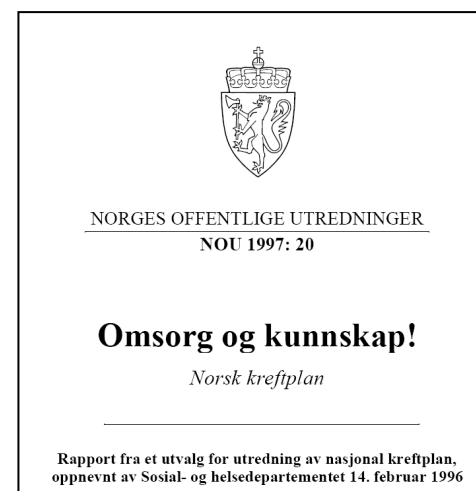 NORGES OFFENTLIGE UTREDNINGER
NOU 1997: 20
Omsorg og kunnskap!
Norsk kreftplan
Rapport fra et utvalg for utredning av nasjonal kreftplan,
oppnevnt av Sosial- og helsedepartementet 14. februar 1996